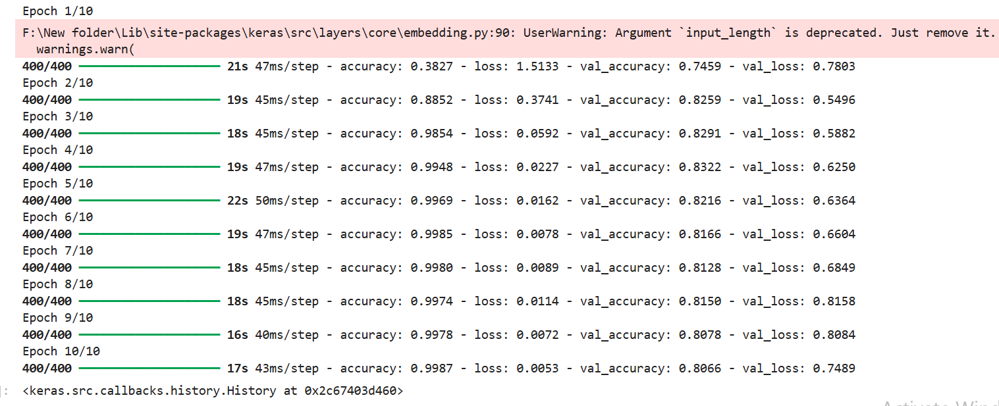 Epoch 1/10
F:\New folder\Lib\site-packages\keras\src\layers\core\embedding.py:90: UserWarning: Argument `input_length` is deprecated. Just remove it.
  warnings.warn(
400/400 ━━━━━━━━━━━━━━━━━━━━ 21s 47ms/step - accuracy: 0.3827 - loss: 1.5133 - val_accuracy: 0.7459 - val_loss: 0.7803
Epoch 2/10
400/400 ━━━━━━━━━━━━━━━━━━━━ 19s 45ms/step - accuracy: 0.8852 - loss: 0.3741 - val_accuracy: 0.8259 - val_loss: 0.5496
Epoch 3/10
400/400 ━━━━━━━━━━━━━━━━━━━━ 18s 45ms/step - accuracy: 0.9854 - loss: 0.0592 - val_accuracy: 0.8291 - val_loss: 0.5882
Epoch 4/10
400/400 ━━━━━━━━━━━━━━━━━━━━ 19s 47ms/step - accuracy: 0.9948 - loss: 0.0227 - val_accuracy: 0.8322 - val_loss: 0.6250
Epoch 5/10
400/400 ━━━━━━━━━━━━━━━━━━━━ 22s 50ms/step - accuracy: 0.9969 - loss: 0.0162 - val_accuracy: 0.8216 - val_loss: 0.6364
Epoch 6/10
400/400 ━━━━━━━━━━━━━━━━━━━━ 19s 47ms/step - accuracy: 0.9985 - loss: 0.0078 - val_accuracy: 0.8166 - val_loss: 0.6604
Epoch 7/10
400/400 ━━━━━━━━━━━━━━━━━━━━ 18s 45ms/step - accuracy: 0.9980 - loss: 0.0089 - val_accuracy: 0.8128 - val_loss: 0.6849
Epoch 8/10
400/400 ━━━━━━━━━━━━━━━━━━━━ 18s 45ms/step - accuracy: 0.9974 - loss: 0.0114 - val_accuracy: 0.8150 - val_loss: 0.8158
Epoch 9/10
400/400 ━━━━━━━━━━━━━━━━━━━━ 16s 40ms/step - accuracy: 0.9978 - loss: 0.0072 - val_accuracy: 0.8078 - val_loss: 0.8084
Epoch 10/10
400/400 ━━━━━━━━━━━━━━━━━━━━ 17s 43ms/step - accuracy: 0.9987 - loss: 0.0053 - val_accuracy: 0.8066 - val_loss: 0.7489
]: <keras.src.callbacks.history.History at 0x2c67403d460>